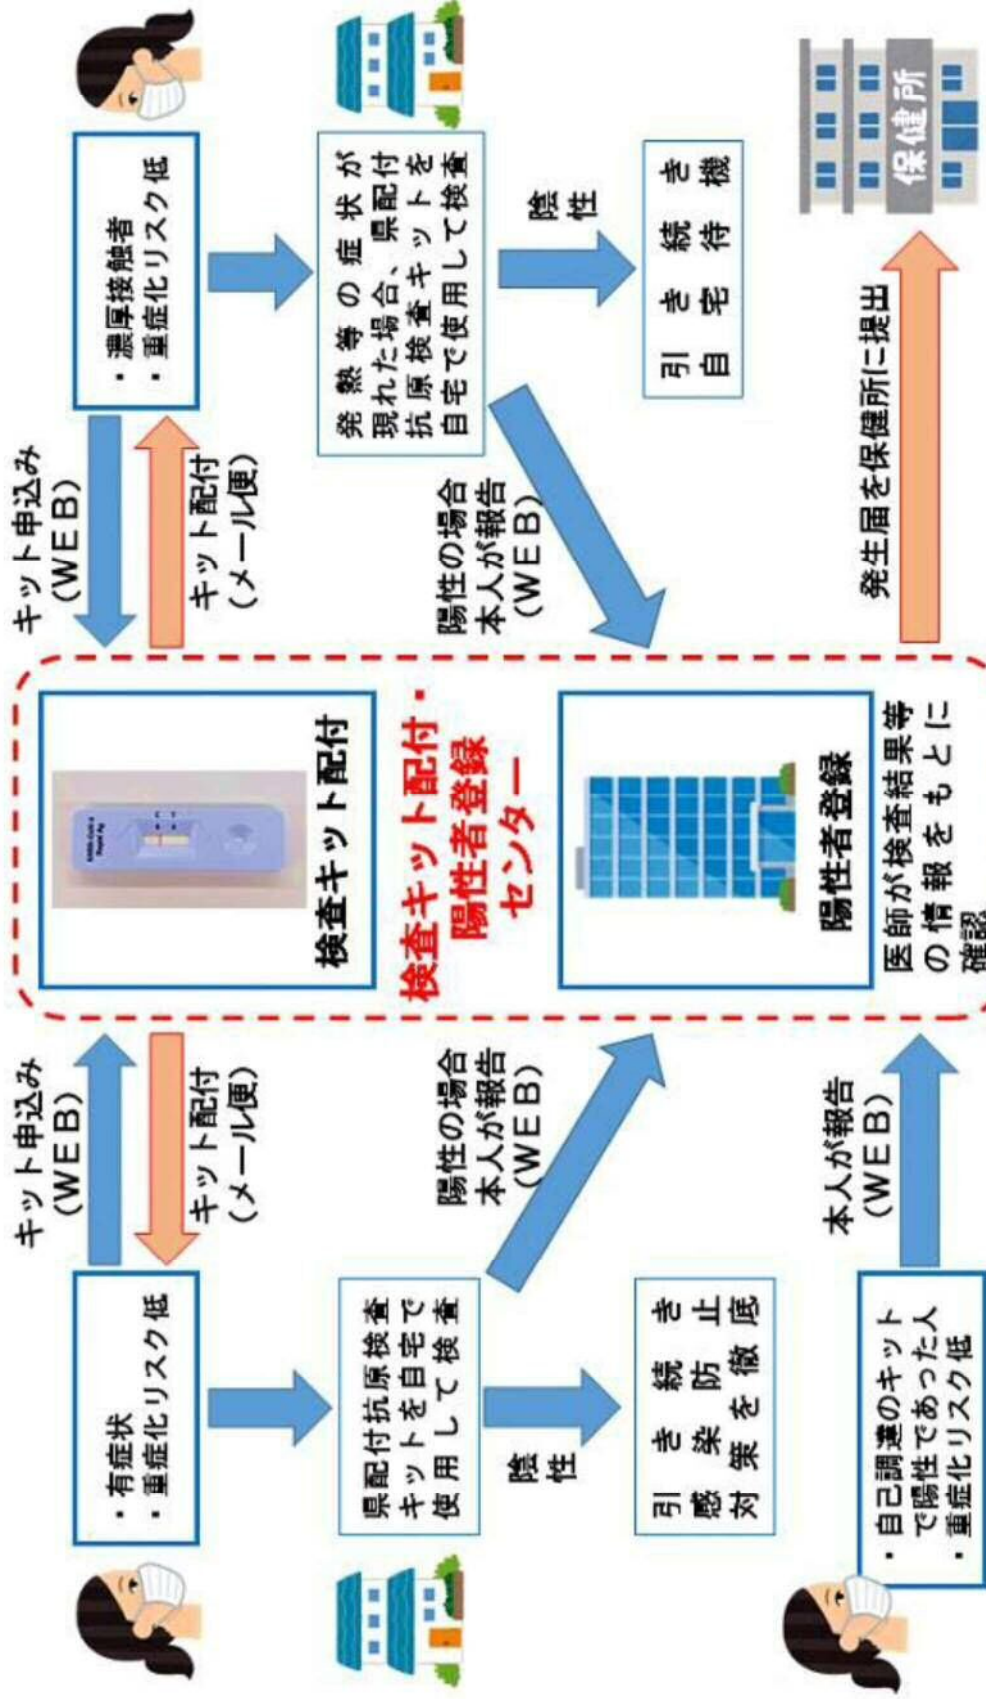 キット申込み
(WEB)
キット配付
(メール便)
・有症状
・重症化リスク低
県配付抗原検査
キットを自宅で
使用して検査
陰性
引き続き
感染防止
対策を徹底
陽性の場合
本人が報告
(WEB)
・自己調達のキット
で陽性であった人
・重症化リスク低
本人が報告
(WEB)
検査キット配付
検査キット配付・
陽性者登録
センター
陽性者登録
医師が検査結果等
の情報をもとに
確認
キット申込み
(WEB)
キット配付
(メール便)
・濃厚接触者
・重症化リスク低
発熱等の症状が
現れた場合、県配付
抗原検査キットを
自宅で使用して検査
陰性
引き続き
自宅待機
陽性の場合
本人が報告
(WEB)
発生届を保健所に提出
保健所